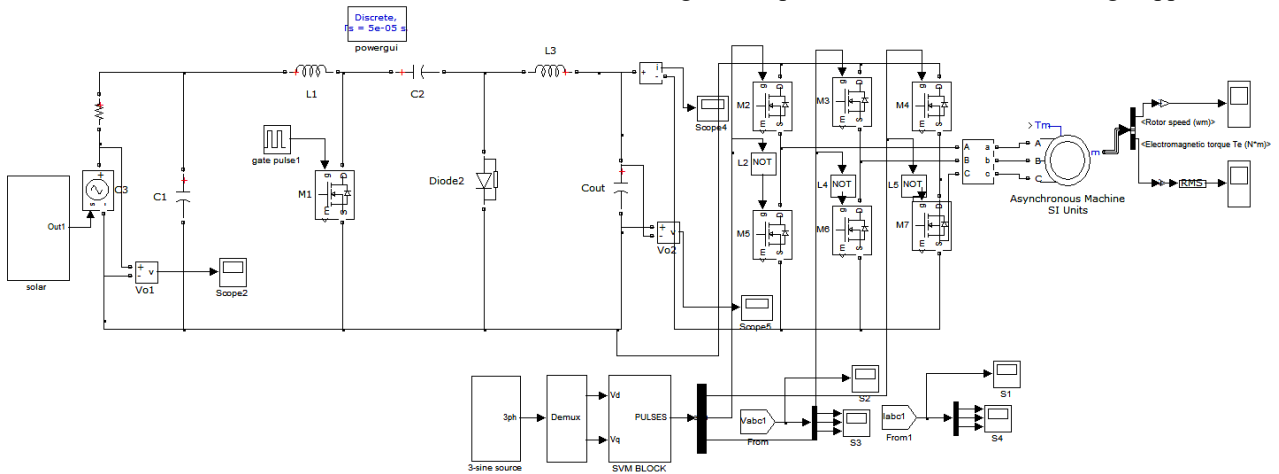 Discrete,
Ts = 5e-05 s.
powergui
L1
C2
L3
i
+
-
Scope4
gate pulse1
g
D
M1
E
S
Diode2
Cout
C1
C3
+
s
-
Out1
solar
+
-
v
Vo1
Scope2
+
-
v
Vo2
Scope5
M2
g
D
E
S
M3
g
D
E
S
M4
g
D
E
S
L2
NOT
L4
NOT
L5
NOT
M5
g
D
E
S
M6
g
D
E
S
M7
g
D
E
S
A
B
C
a
b
c
A
B
C
Tm
m
Asynchronous Machine
SI Units
<Rotor speed (wm)>
<Electromagnetic torque Te (N*m)>
RMS
3ph
3-sine source
Demux
Vd
Vq
PULSES
SVM BLOCK
Vabc1
From
S2
S3
Iabc1
From1
S1
S4